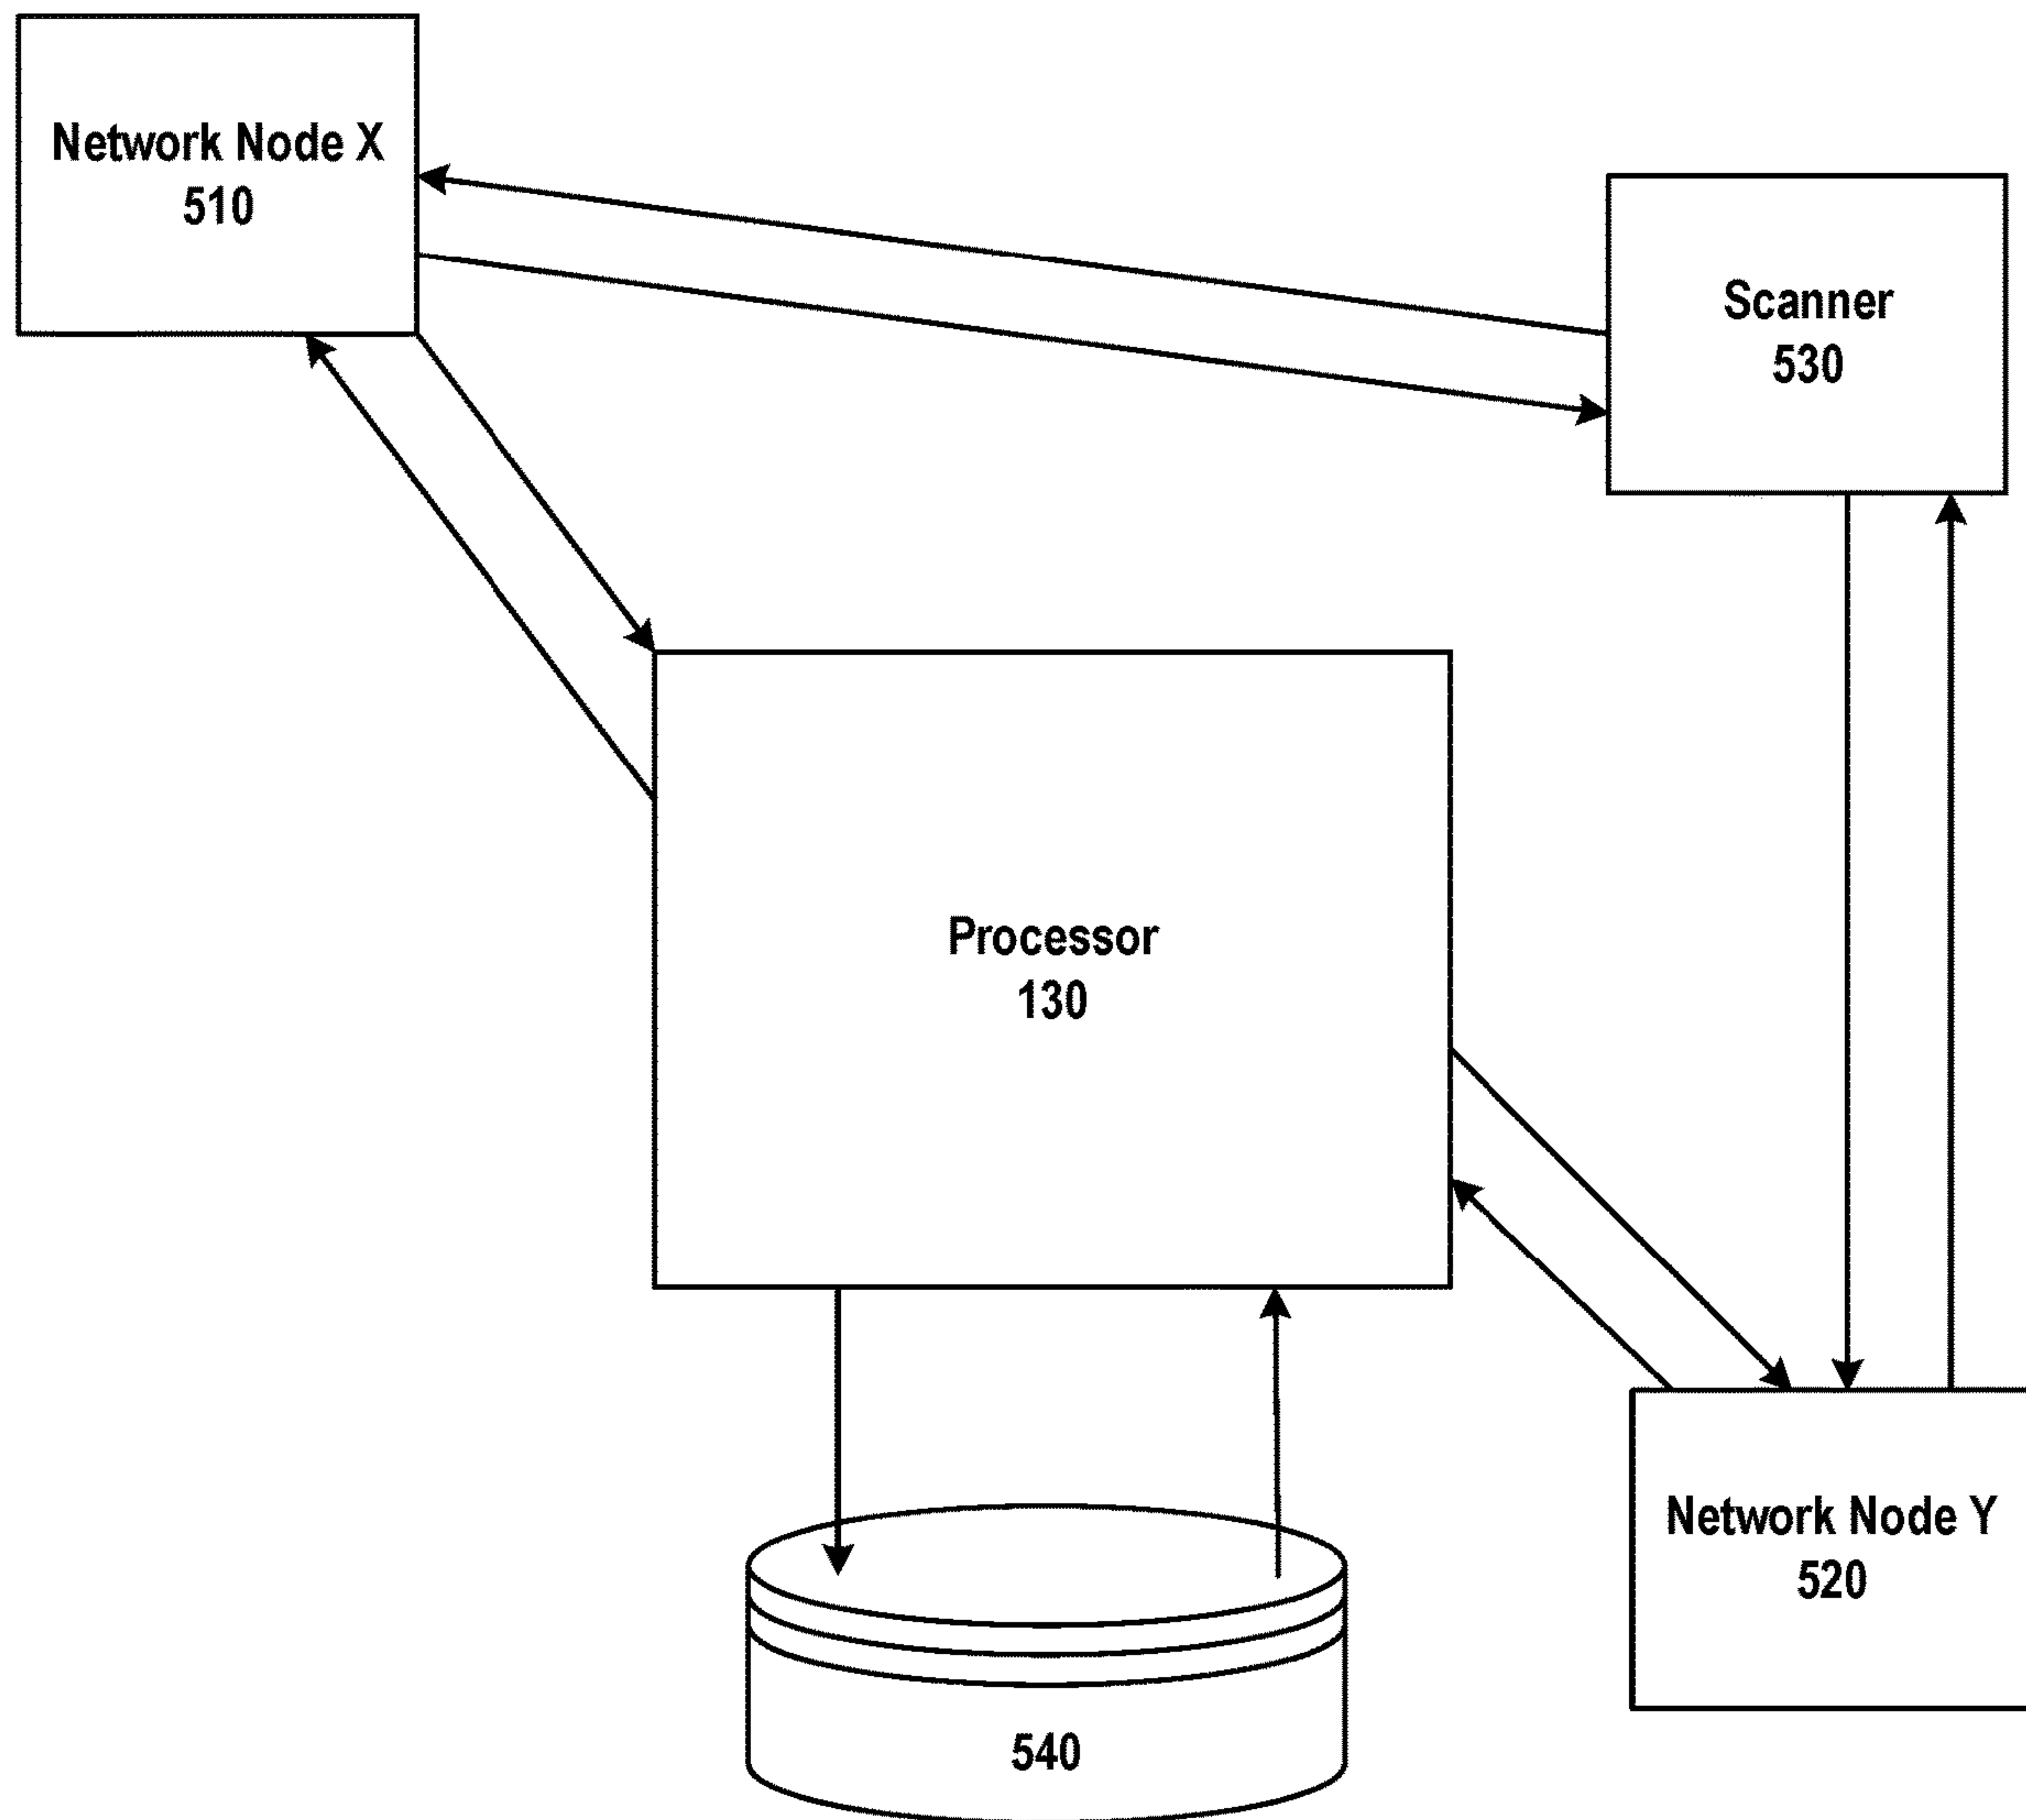 Network Node X
510
Scanner
530
Processor
130
Network Node Y
520
540